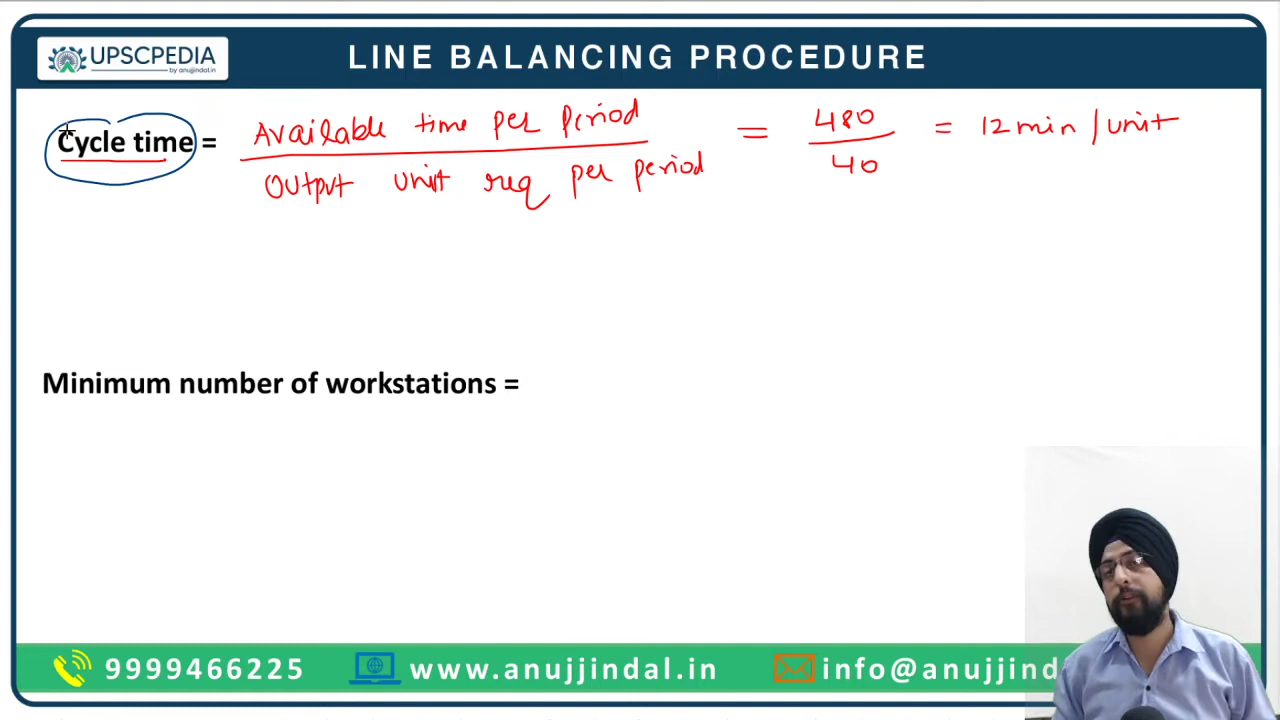 UPSCPEDIA
by anujjindal.in
LINE BALANCING PROCEDURE
Cycle time = Available time per period / Output unit req per period = 480 / 40 = 12 min / unit
Minimum number of workstations =
9999466225 www.anujjindal.in info@anujjind